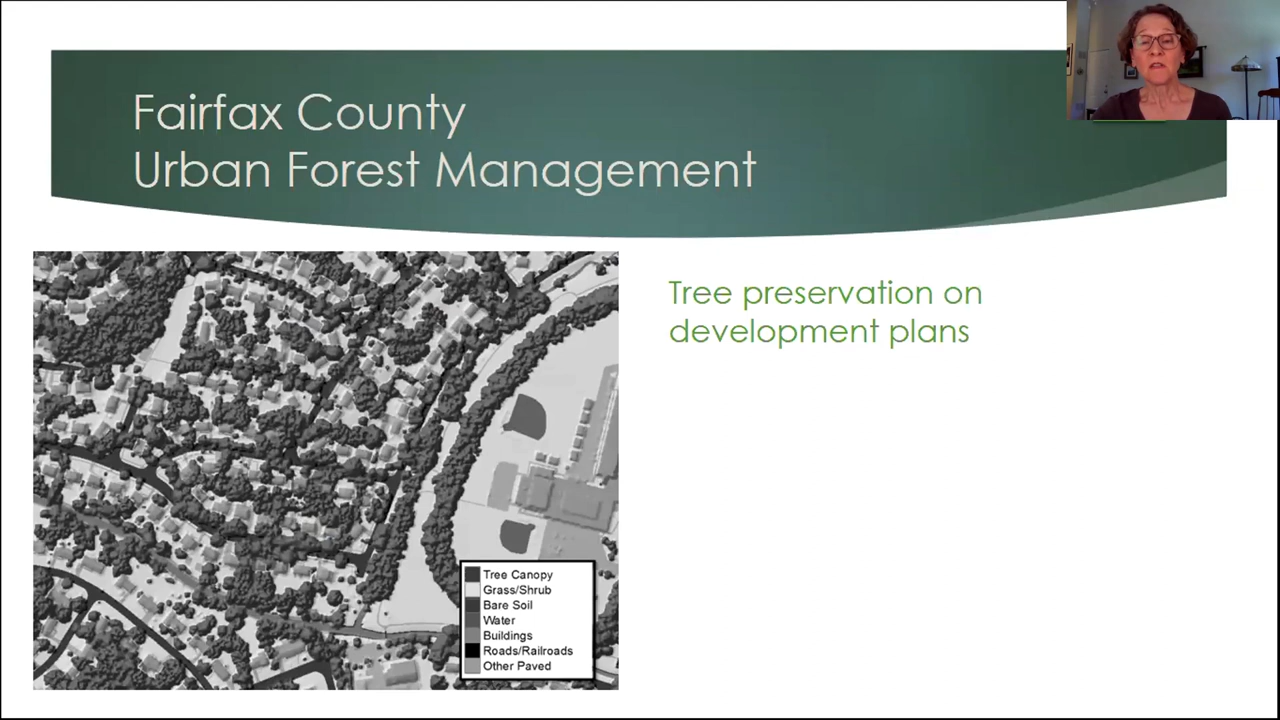 Fairfax County
Urban Forest Management
Tree preservation on
development plans
Tree Canopy
Grass/Shrub
Bare Soil
Water
Buildings
Roads/Railroads
Other Paved